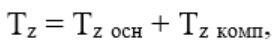 Tz = Tz осн + Tz комп,